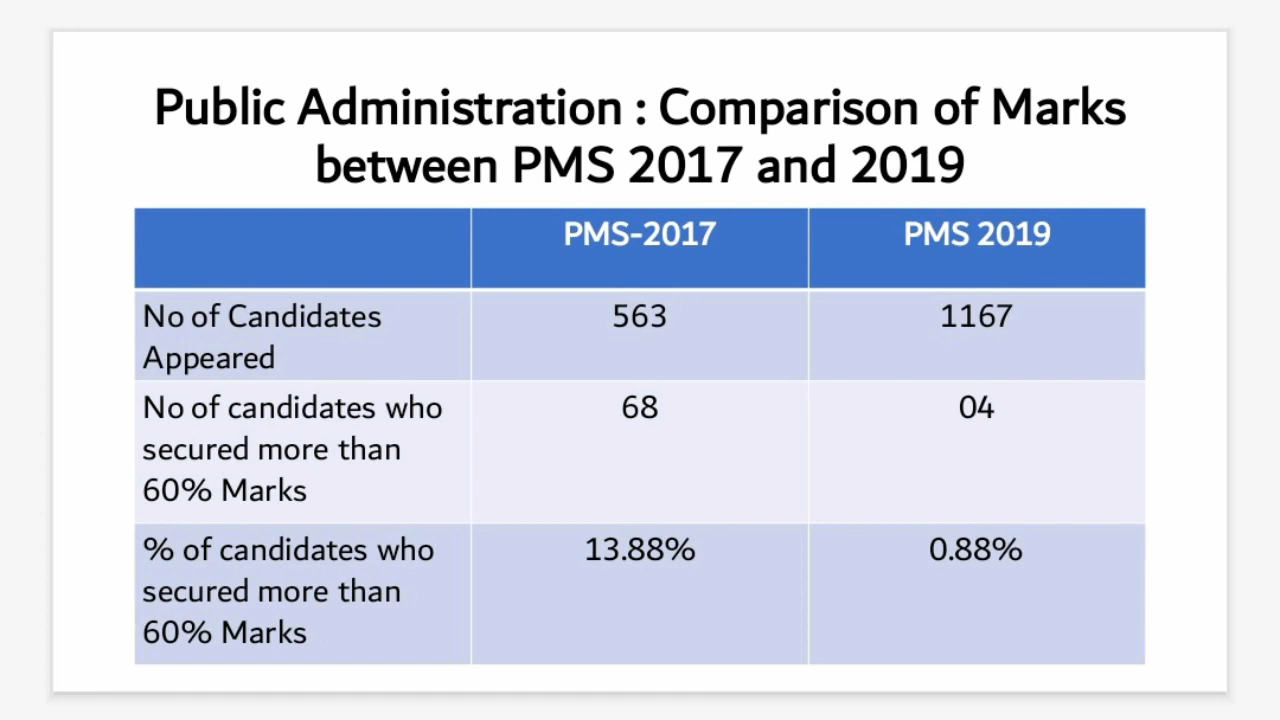 Public Administration : Comparison of Marks
between PMS 2017 and 2019
PMS-2017 PMS 2019
No of Candidates
Appeared
563 1167
No of candidates who
secured more than
60% Marks
68 04
% of candidates who
secured more than
60% Marks
13.88% 0.88%